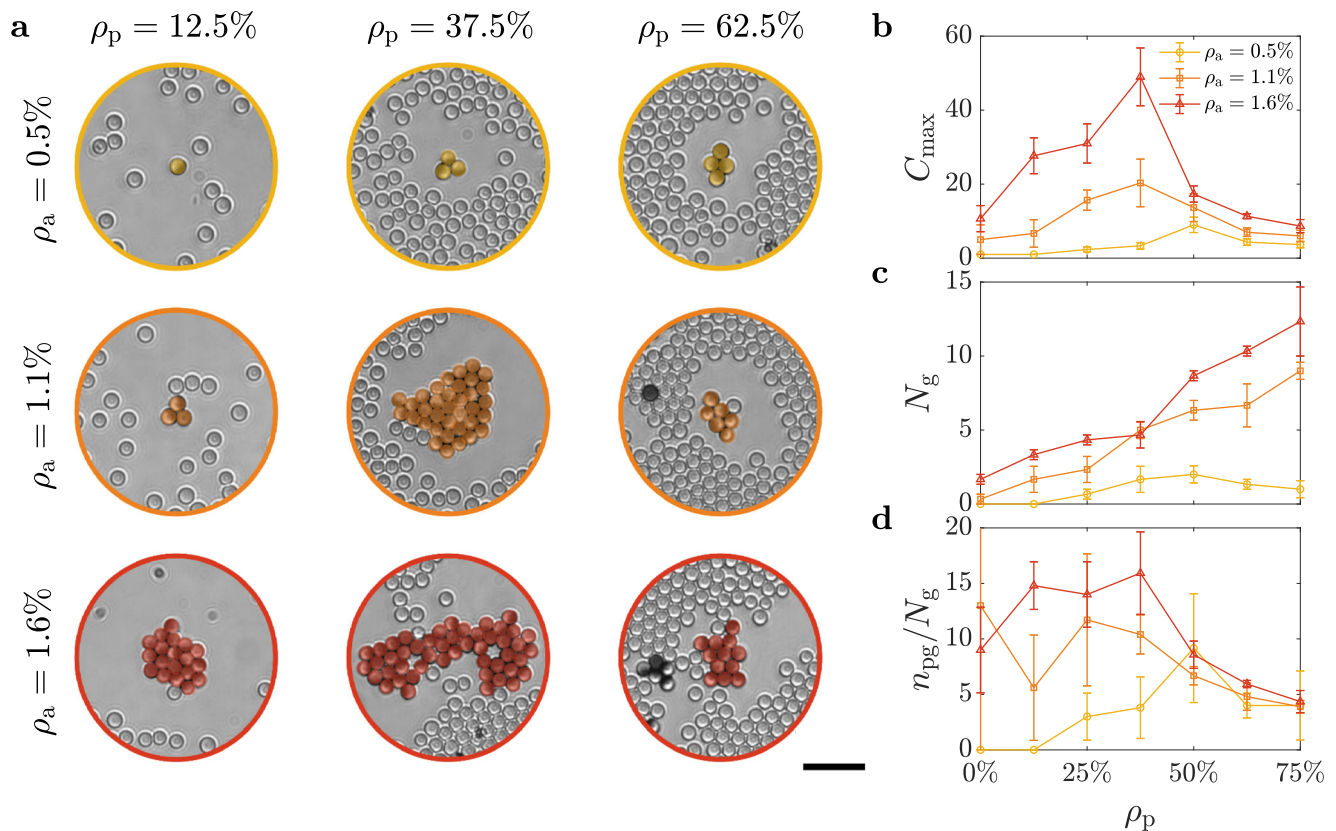 a
ρp = 12.5%
ρp = 37.5%
ρp = 62.5%
ρa = 0.5%
ρa = 1.1%
ρa = 1.6%
b
60
40
20
0
Cmax
ρa = 0.5%
ρa = 1.1%
ρa = 1.6%
c
15
10
5
0
Ng
d
20
15
10
5
0
npg/Ng
0%
25%
50%
75%
ρp